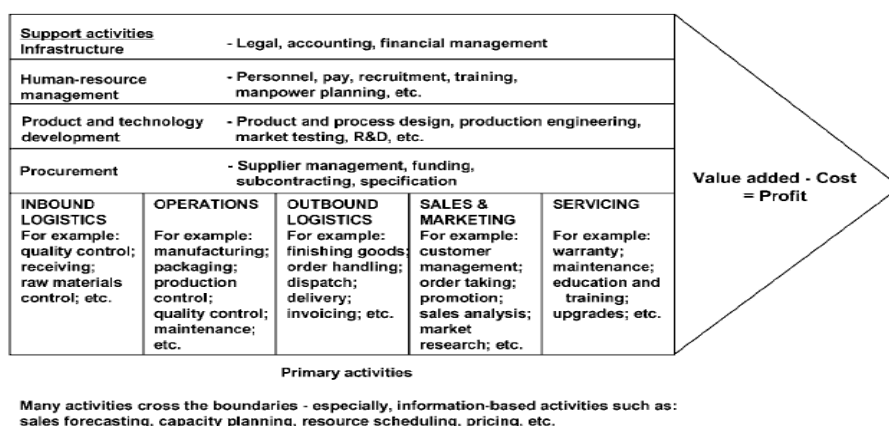 Support activities
Infrastructure - Legal, accounting, financial management
Human-resource - Personnel, pay, recruitment, training,
management manpower planning, etc.
Product and technology - Product and process design, production engineering,
development market testing, R&D, etc.
Procurement - Supplier management, funding,
subcontracting, specification
Value added - Cost
= Profit
INBOUND
LOGISTICS
For example:
quality control;
receiving;
raw materials
control; etc.
OPERATIONS
For example:
manufacturing;
packaging;
production
control;
quality control;
maintenance;
etc.
OUTBOUND
LOGISTICS
For example:
finishing goods;
order handling;
dispatch;
delivery;
invoicing; etc.
SALES &
MARKETING
For example:
customer
management;
order taking;
promotion;
sales analysis;
market
research; etc.
SERVICING
For example:
warranty;
maintenance;
education and
training;
upgrades; etc.
Primary activities
Many activities cross the boundaries - especially, information-based activities such as:
sales forecasting, capacity planning, resource scheduling, pricing, etc.